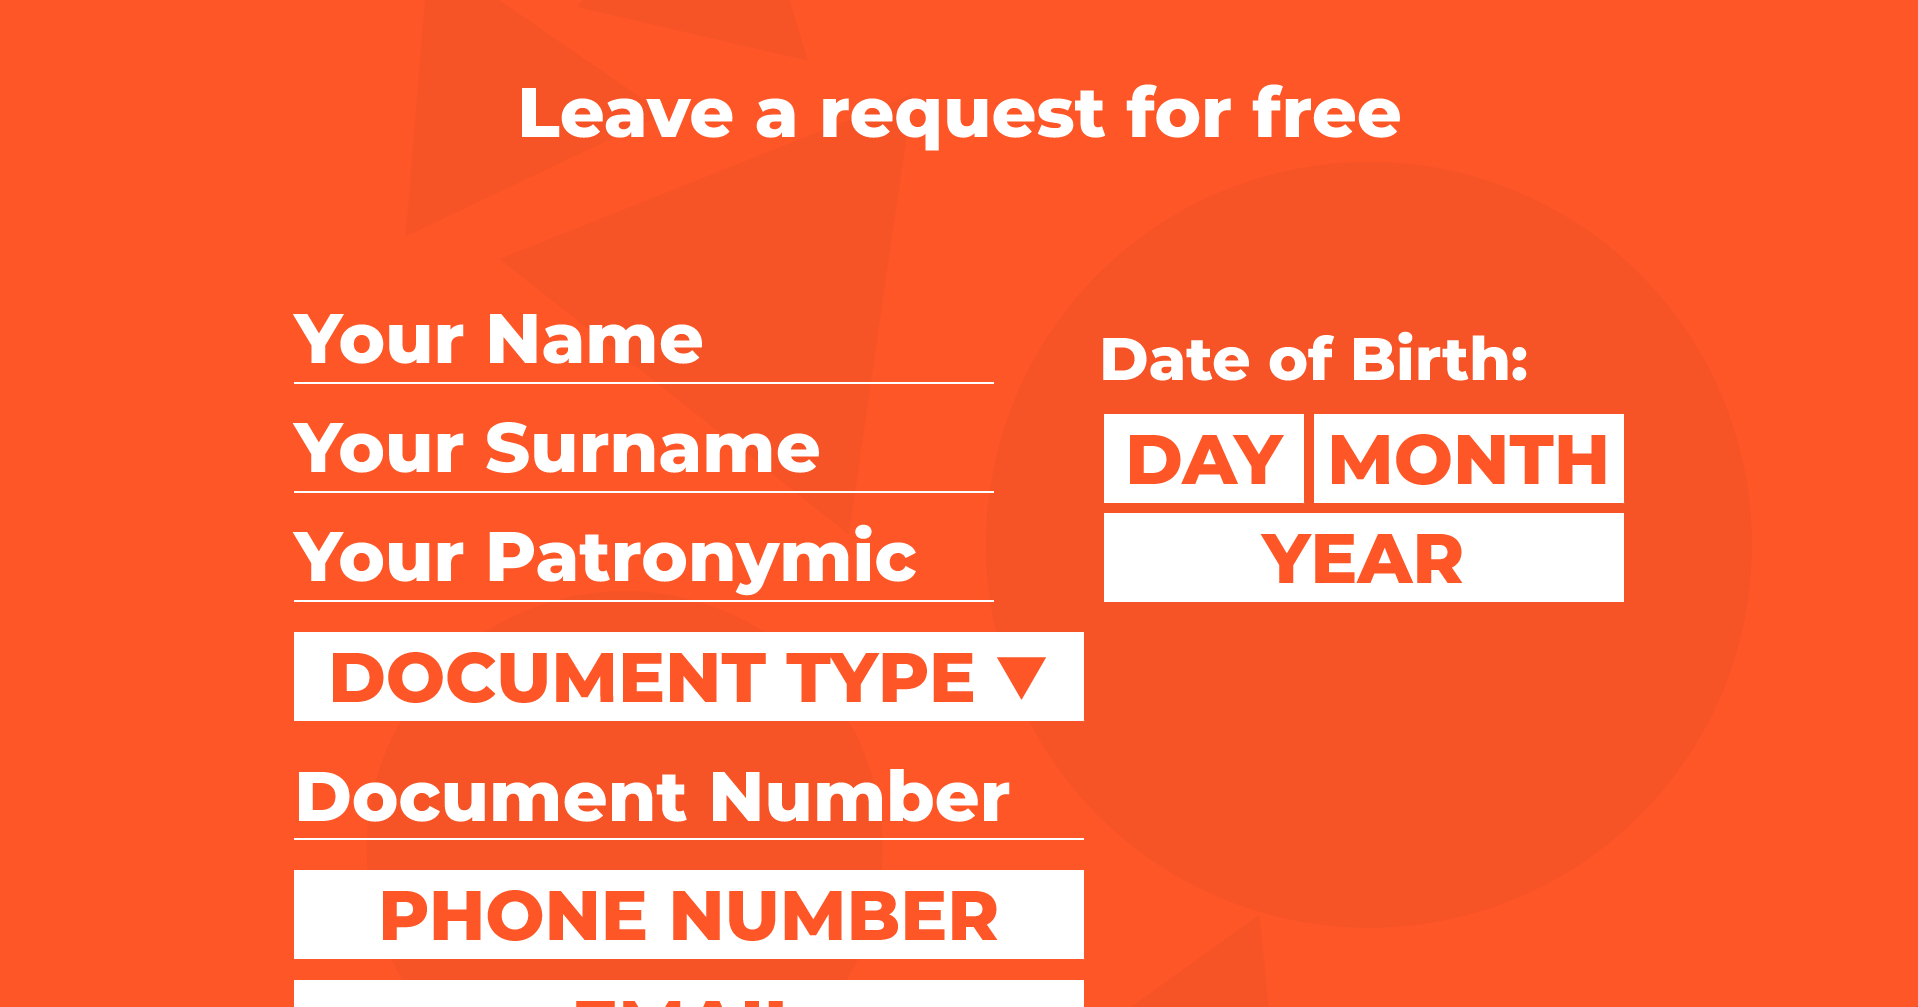 Leave a request for free
Your Name
Your Surname
Your Patronymic
DOCUMENT TYPE ▼
Document Number
PHONE NUMBER
EMAIL
Date of Birth:
DAY MONTH
YEAR